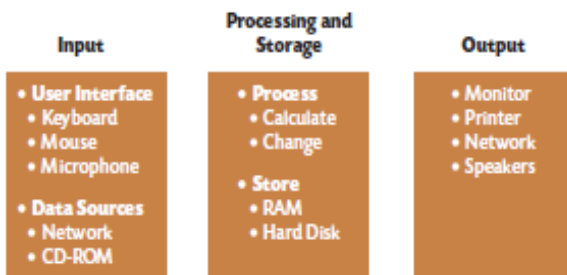 Input
• User Interface
• Keyboard
• Mouse
• Microphone
• Data Sources
• Network
• CD-ROM
Processing and
Storage
• Process
• Calculate
• Change
• Store
• RAM
• Hard Disk
Output
• Monitor
• Printer
• Network
• Speakers